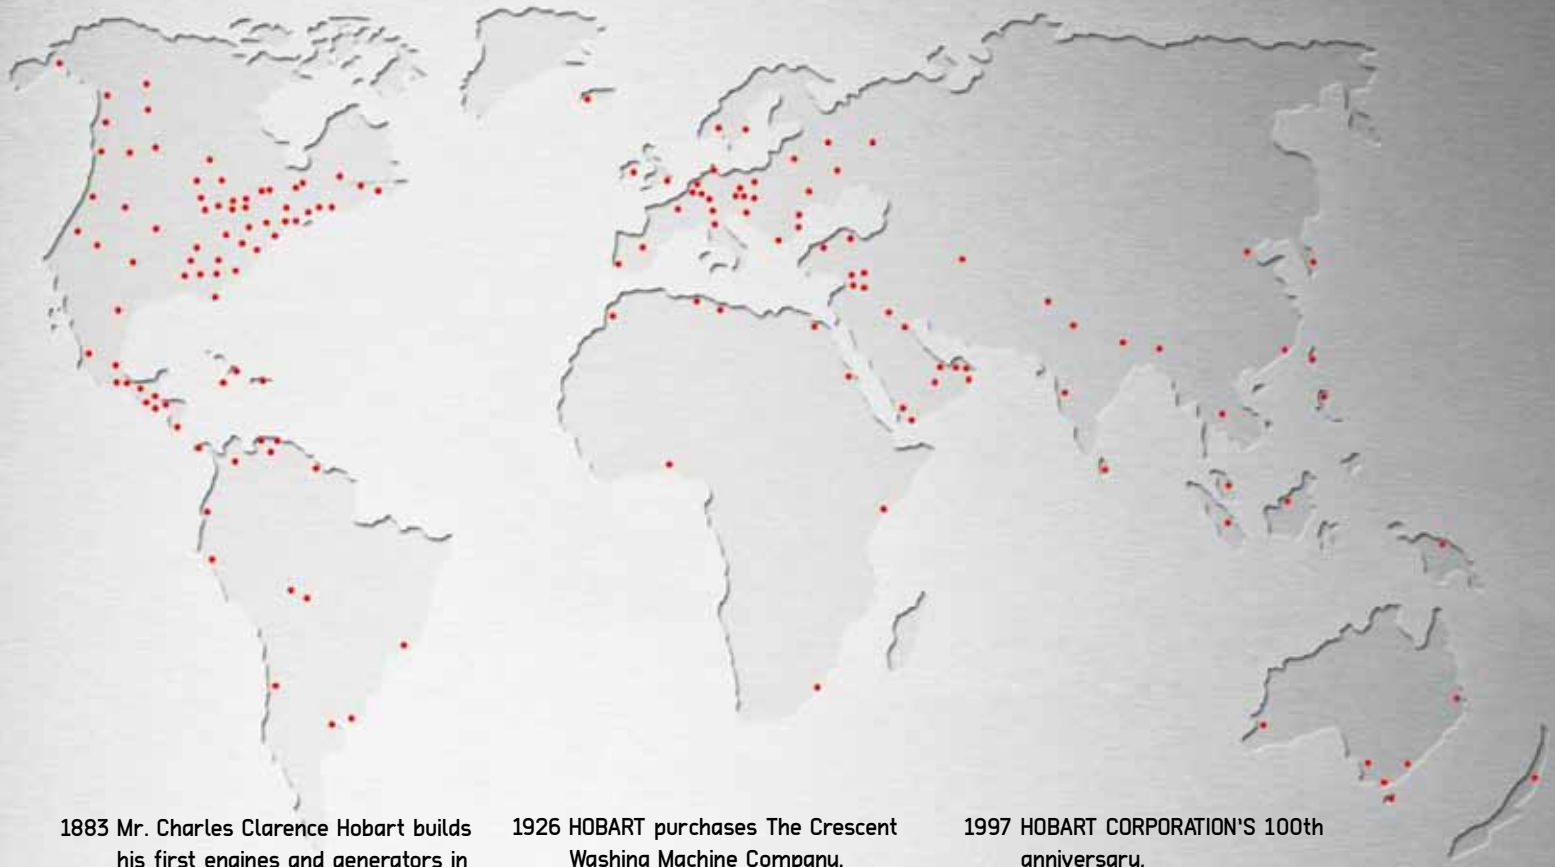 1883 Mr. Charles Clarence Hobart builds
his first engines and generators in
1926 HOBART purchases The Crescent
Washing Machine Company.
1997 HOBART CORPORATION'S 100th
anniversary.